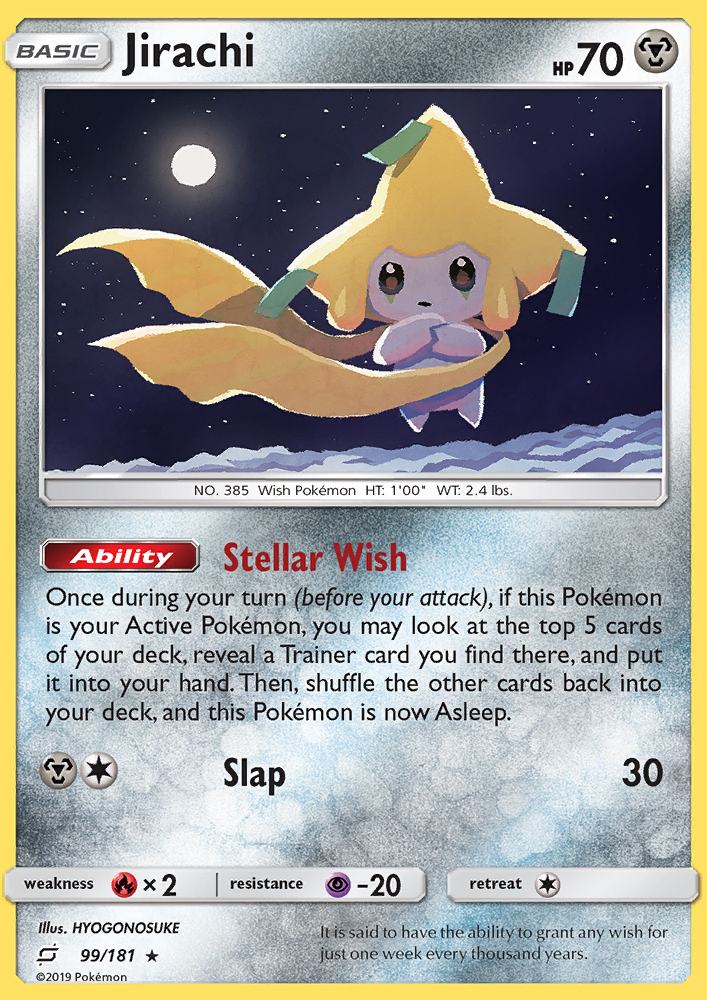 BASIC Jirachi HP 70
NO. 385 Wish Pokémon HT: 1'00" WT: 2.4 lbs.
Ability Stellar Wish
Once during your turn (before your attack), if this Pokémon
is your Active Pokémon, you may look at the top 5 cards
of your deck, reveal a Trainer card you find there, and put
it into your hand. Then, shuffle the other cards back into
your deck, and this Pokémon is now Asleep.
Slap 30
weakness ×2 resistance -20 retreat
Illus. HYOGONOSUKE
99/181 ★
©2019 Pokémon
It is said to have the ability to grant any wish for
just one week every thousand years.